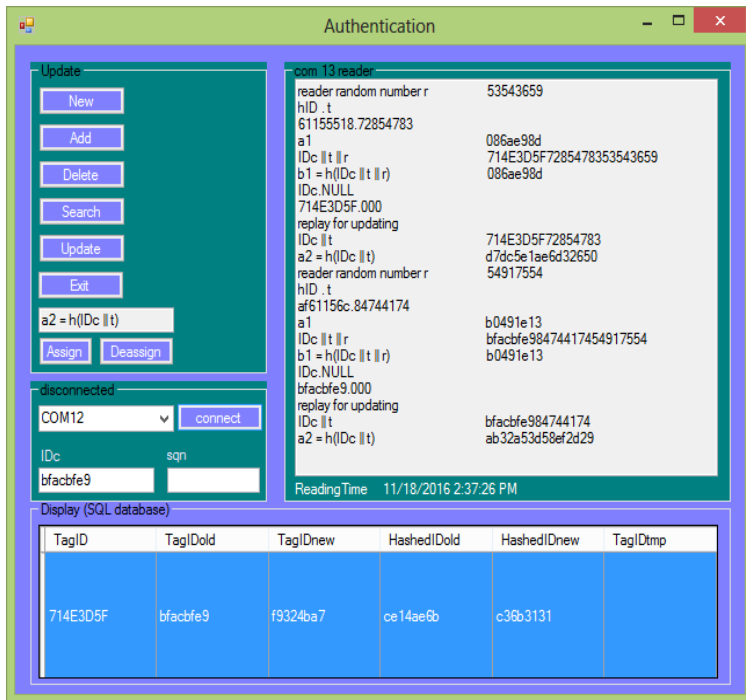 Authentication
Update
New
Add
Delete
Search
Update
Exit
a2 = h(IDc ‖t)
Assign Deassign
disconnected
COM12 connect
IDc sqn
bfacbfe9
com 13 reader
reader random number r 53543659
hID . t
61155518.72854783
a1 086ae98d
IDc ‖t ‖r 714E3D5F7285478353543659
b1 = h(IDc ‖t ‖r) 086ae98d
IDc.NULL
714E3D5F.000
replay for updating
IDc ‖t 714E3D5F72854783
a2 = h(IDc ‖t) d7dc5e1ae6d32650
reader random number r 54917554
hID . t
af61156c.84744174
a1 b0491e13
IDc ‖t ‖r bfacbfe98474417454917554
b1 = h(IDc ‖t ‖r) b0491e13
IDc.NULL
bfacbfe9.000
replay for updating
IDc ‖t bfacbfe984744174
a2 = h(IDc ‖t) ab32a53d58ef2d29
Reading Time 11/18/2016 2:37:26 PM
Display (SQL database)
TagID TagIDold TagIDnew HashedIDold HashedIDnew TagIDtmp
714E3D5F bfacbfe9 f9324ba7 ce14ae6b c36b3131